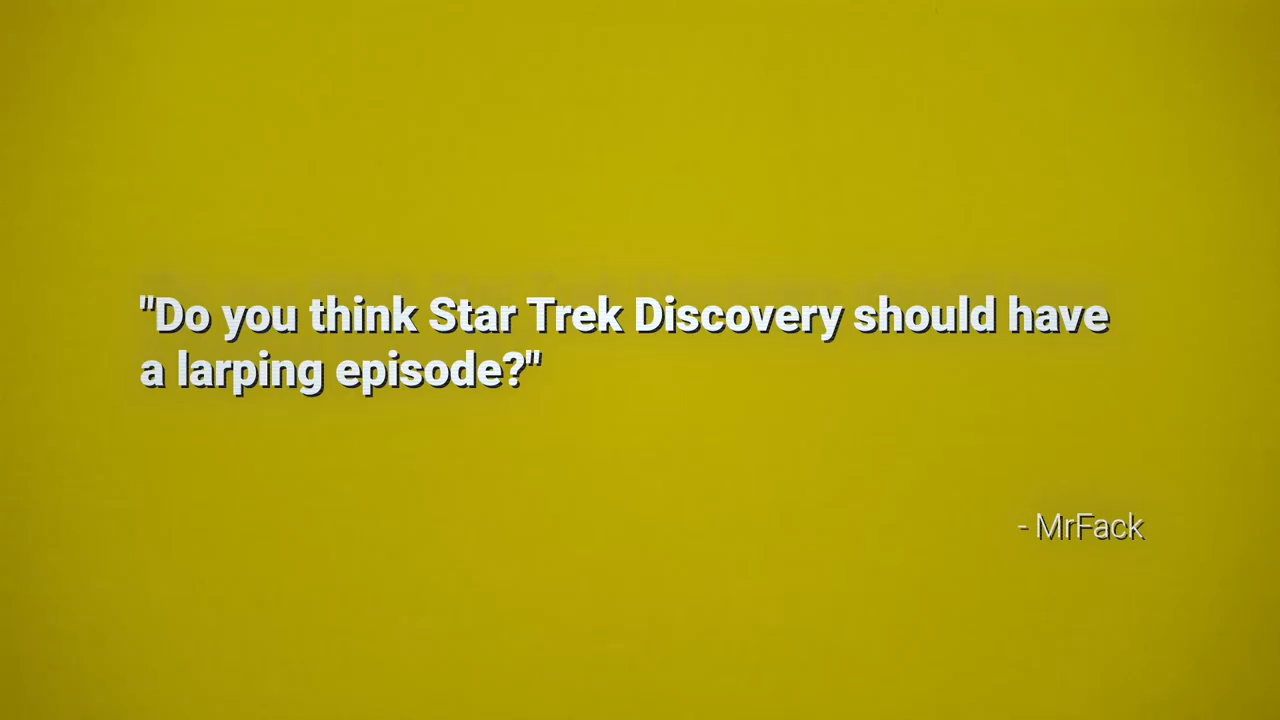 "Do you think Star Trek Discovery should have
a larping episode?"
- MrFack